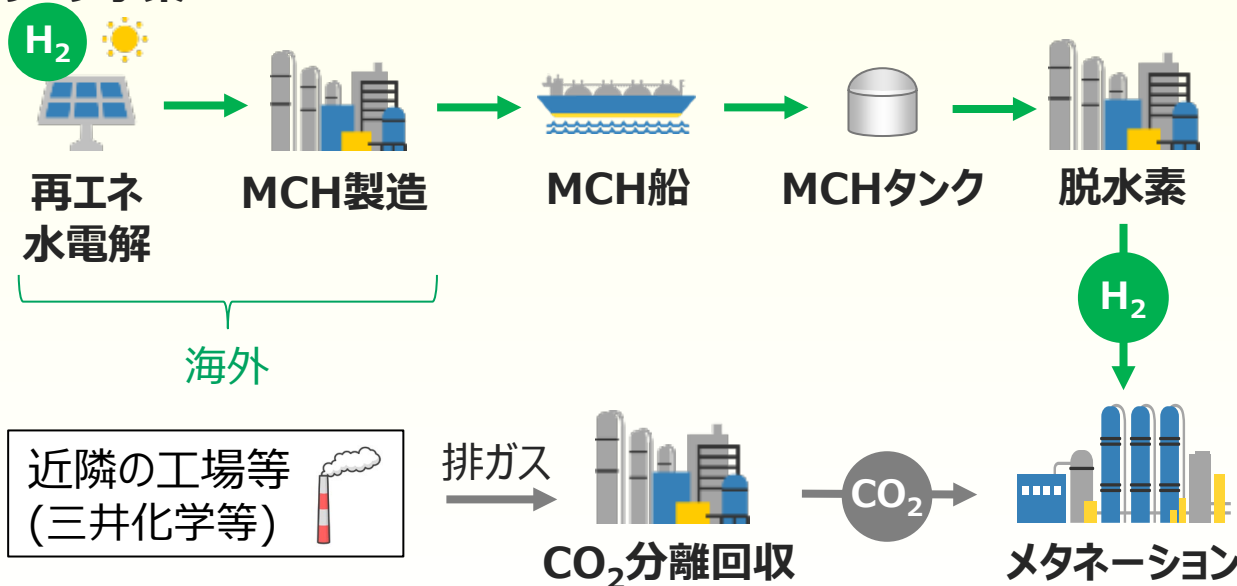 H₂
再エネ
水電解
MCH製造
MCH船
MCHタンク
脱水素
海外
H₂
近隣の工場等
(三井化学等)
排ガス
CO₂分離回収
CO₂
メタネーション